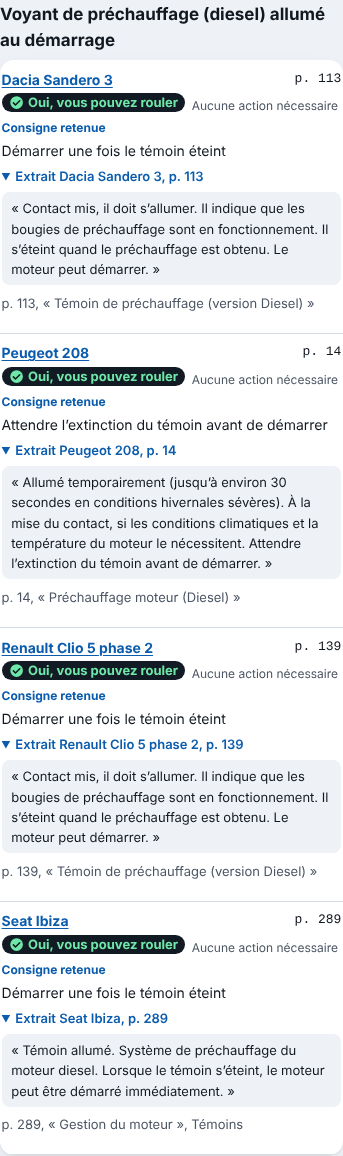 Voyant de préchauffage (diesel) allumé
au démarrage
Dacia Sandero 3 p. 113
Oui, vous pouvez rouler Aucune action nécessaire
Consigne retenue
Démarrer une fois le témoin éteint
▼ Extrait Dacia Sandero 3, p. 113
« Contact mis, il doit s’allumer. Il indique que les
bougies de préchauffage sont en fonctionnement. Il
s’éteint quand le préchauffage est obtenu. Le
moteur peut démarrer. »
p. 113, « Témoin de préchauffage (version Diesel) »
Peugeot 208 p. 14
Oui, vous pouvez rouler Aucune action nécessaire
Consigne retenue
Attendre l’extinction du témoin avant de démarrer
▼ Extrait Peugeot 208, p. 14
« Allumé temporairement (jusqu’à environ 30
secondes en conditions hivernales sévères). À la
mise du contact, si les conditions climatiques et la
température du moteur le nécessitent. Attendre
l’extinction du témoin avant de démarrer. »
p. 14, « Préchauffage moteur (Diesel) »
Renault Clio 5 phase 2 p. 139
Oui, vous pouvez rouler Aucune action nécessaire
Consigne retenue
Démarrer une fois le témoin éteint
▼ Extrait Renault Clio 5 phase 2, p. 139
« Contact mis, il doit s’allumer. Il indique que les
bougies de préchauffage sont en fonctionnement. Il
s’éteint quand le préchauffage est obtenu. Le
moteur peut démarrer. »
p. 139, « Témoin de préchauffage (version Diesel) »
Seat Ibiza p. 289
Oui, vous pouvez rouler Aucune action nécessaire
Consigne retenue
Démarrer une fois le témoin éteint
▼ Extrait Seat Ibiza, p. 289
« Témoin allumé. Système de préchauffage du
moteur diesel. Lorsque le témoin s’éteint, le moteur
peut être démarré immédiatement. »
p. 289, « Gestion du moteur », Témoins